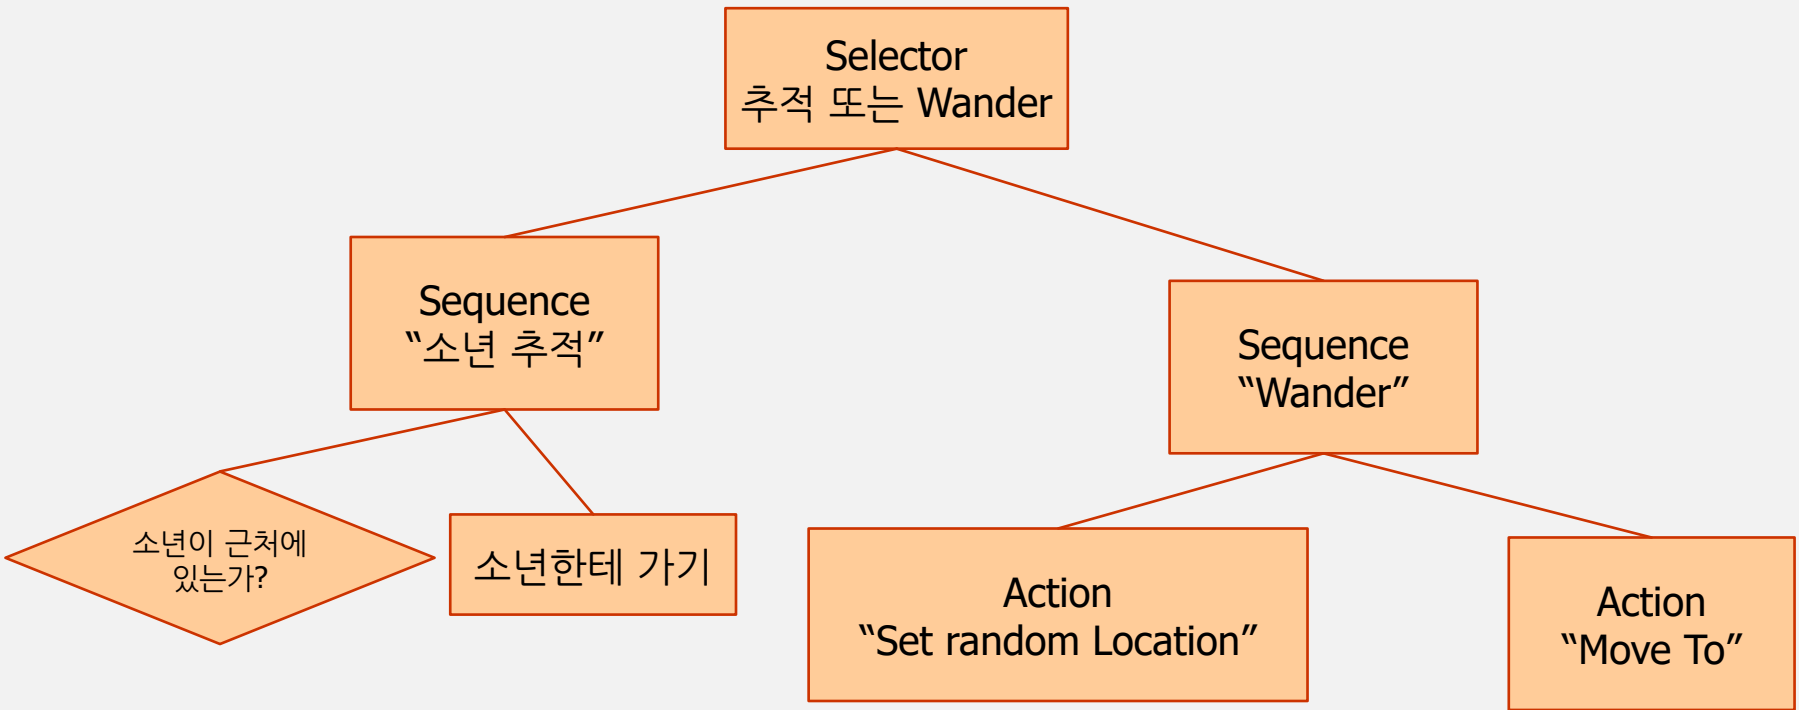 Selector
추적 또는 Wander
Sequence
“소년 추적”
Sequence
“Wander”
소년이 근처에
있는가?
소년한테 가기
Action
“Set random Location”
Action
“Move To”